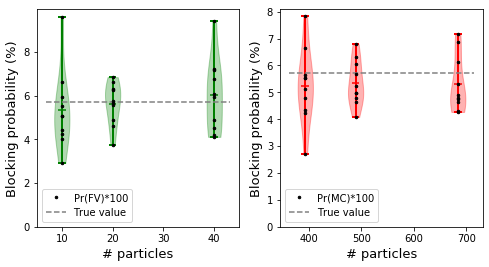 Blocking probability (%)
8
6
4
2
0
10
20
30
40
# particles
Pr(FV)*100
True value
Blocking probability (%)
8
7
6
5
4
3
2
1
0
400
500
600
700
# particles
Pr(MC)*100
True value